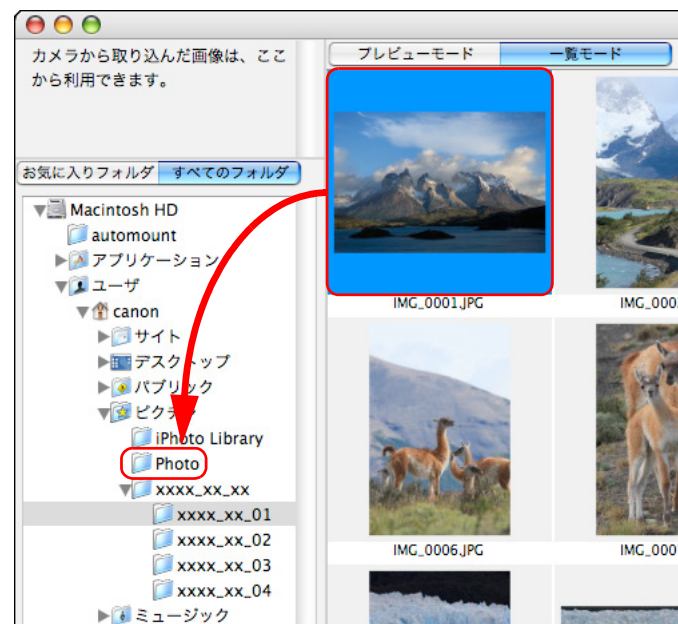 カメラから取り込んだ画像は、ここ
から利用できます。
お気に入りフォルダ すべてのフォルダ
Macintosh HD
automount
アプリケーション
ユーザ
canon
サイト
デスクトップ
パブリック
ピクチャ
iPhoto Library
Photo
xxxx_xx_xx
xxxx_xx_01
xxxx_xx_02
xxxx_xx_03
xxxx_xx_04
ミュージック
プレビューモード 一覧モード
IMG_0001.JPG IMG_000
IMG_0006.JPG IMG_000